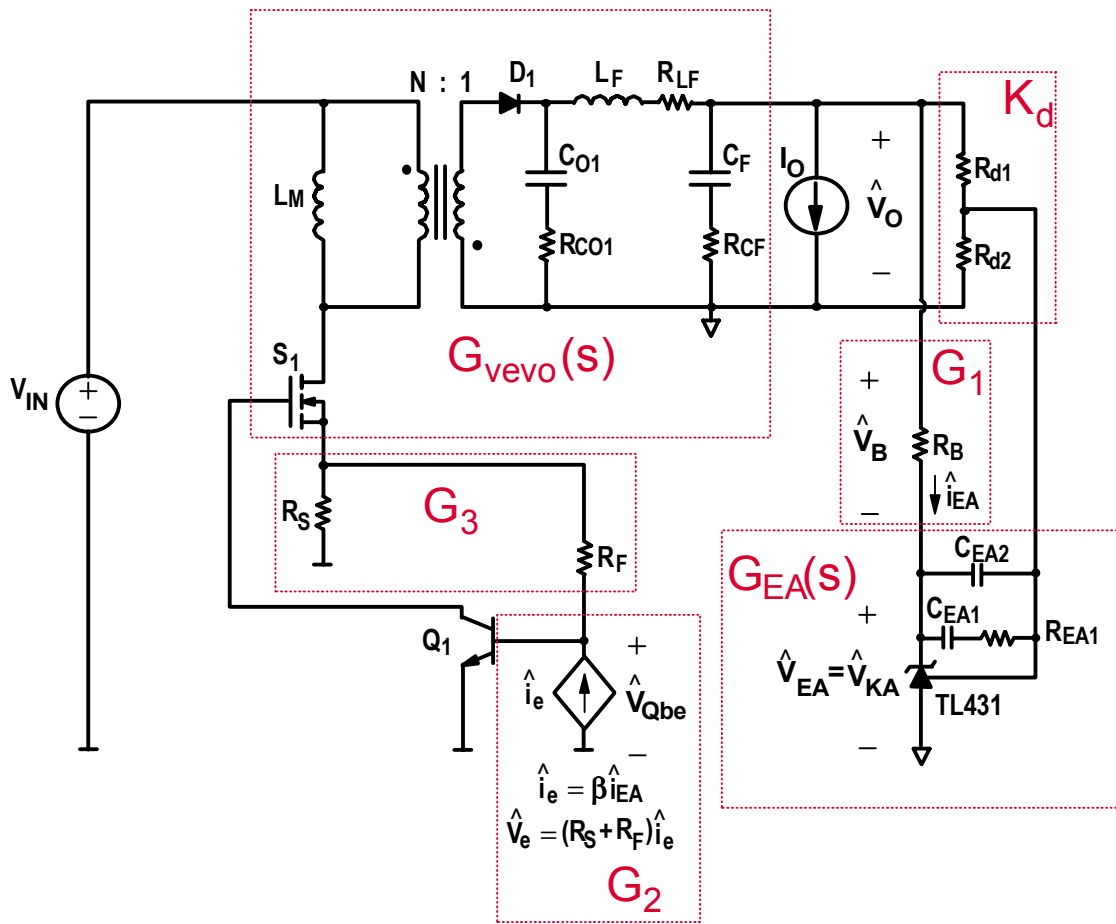 N : 1
D1
LF
RLF
Kd
CO1
CF
IO
+
V̂O
−
Rd1
Rd2
LM
RCO1
RCF
Gvevo(s)
S1
VIN
+
−
G1
+
V̂B
−
RB
îEA
RS
G3
RF
GEA(s)
CEA2
CEA1
REA1
+
V̂EA=V̂KA
−
TL431
Q1
îe
+
V̂Qbe
−
îe = βîEA
V̂e = (RS+RF)îe
G2